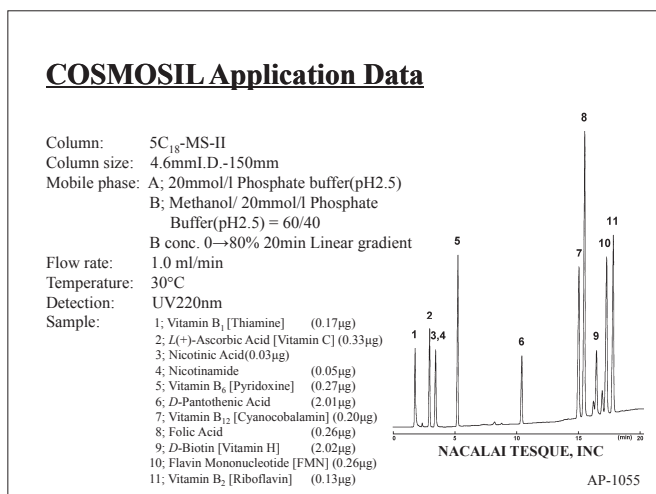 COSMOSIL Application Data
Column: 5C18-MS-II
Column size: 4.6mmI.D.-150mm
Mobile phase: A; 20mmol/l Phosphate buffer(pH2.5)
B; Methanol/ 20mmol/l Phosphate
Buffer(pH2.5) = 60/40
B conc. 0→80% 20min Linear gradient
Flow rate: 1.0 ml/min
Temperature: 30°C
Detection: UV220nm
Sample:
1; Vitamin B1 [Thiamine] (0.17μg)
2; L(+)-Ascorbic Acid [Vitamin C] (0.33μg)
3; Nicotinic Acid(0.03μg)
4; Nicotinamide (0.05μg)
5; Vitamin B6 [Pyridoxine] (0.27μg)
6; D-Pantothenic Acid (2.01μg)
7; Vitamin B12 [Cyanocobalamin] (0.20μg)
8; Folic Acid (0.26μg)
9; D-Biotin [Vitamin H] (2.02μg)
10; Flavin Mononucleotide [FMN] (0.26μg)
11; Vitamin B2 [Riboflavin] (0.13μg)
1
2
3,4
5
6
7
8
9
10
11
0 5 10 15 (min) 20
NACALAI TESQUE, INC
AP-1055